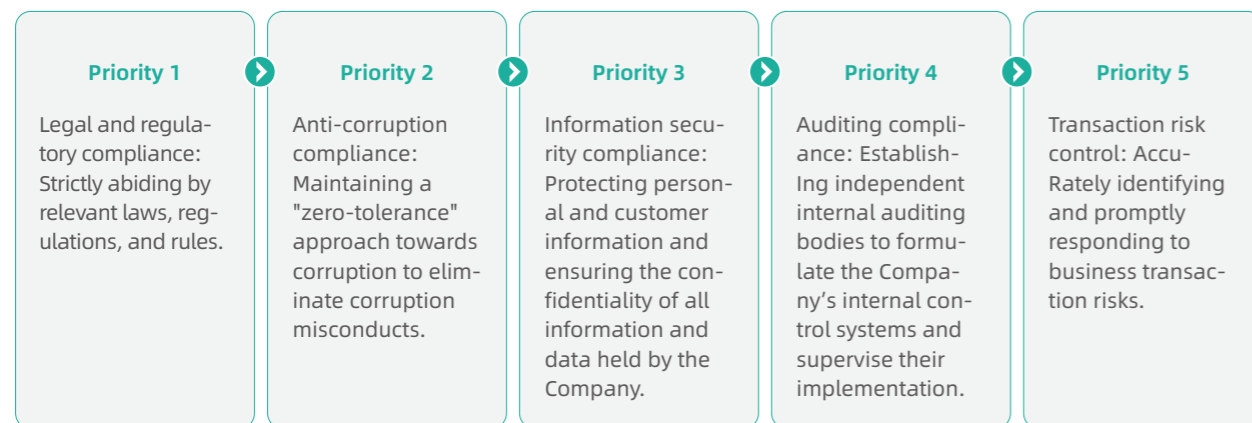 Priority 1
Legal and regula-
tory compliance:
Strictly abiding by
relevant laws, reg-
ulations, and rules.
Priority 2
Anti-corruption
compliance:
Maintaining a
"zero-tolerance"
approach towards
corruption to elim-
inate corruption
misconducts.
Priority 3
Information secu-
rity compliance:
Protecting person-
al and customer
information and
ensuring the con-
fidentiality of all
information and
data held by the
Company.
Priority 4
Auditing compli-
ance: Establish-
Ing independent
internal auditing
bodies to formu-
late the Compa-
ny’s internal con-
trol systems and
supervise their
implementation.
Priority 5
Transaction risk
control: Accu-
Rately identifying
and promptly
responding to
business transac-
tion risks.